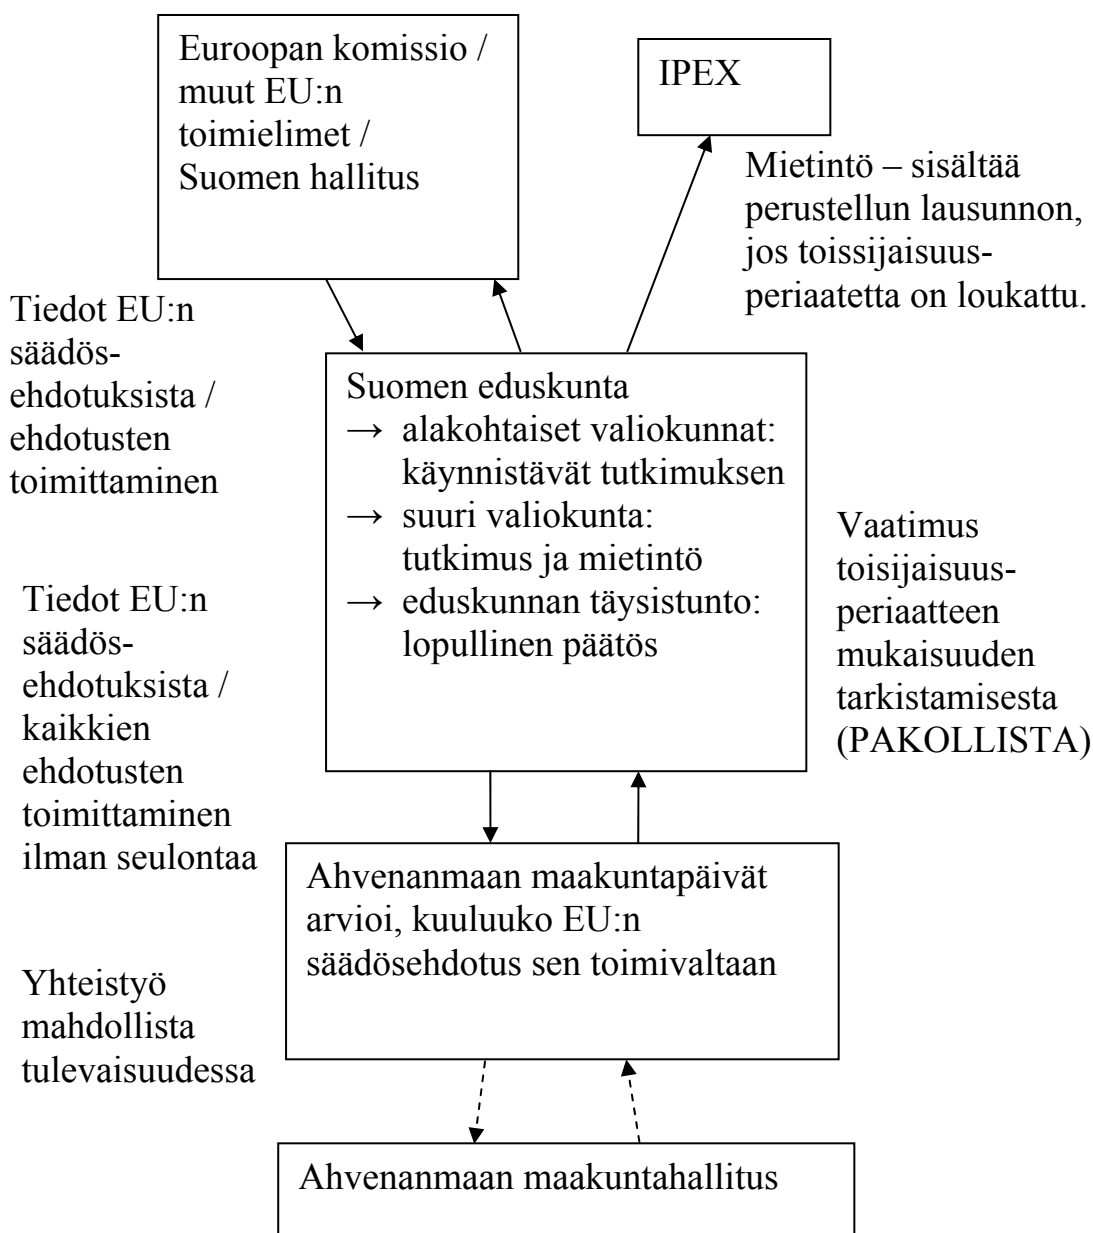 Euroopan komissio /
muut EU:n
toimielimet /
Suomen hallitus
IPEX
Mietintö – sisältää
perustellun lausunnon,
jos toissijaisuus-
periaatetta on loukattu.
Tiedot EU:n
säädös-
ehdotuksista /
ehdotusten
toimittaminen
Suomen eduskunta
→ alakohtaiset valiokunnat:
käynnistävät tutkimuksen
→ suuri valiokunta:
tutkimus ja mietintö
→ eduskunnan täysistunto:
lopullinen päätös
Vaatimus
toisijaisuus-
periaatteen
mukaisuuden
tarkistamisesta
(PAKOLLISTA)
Tiedot EU:n
säädös-
ehdotuksista /
kaikkien
ehdotusten
toimittaminen
ilman seulontaa
Ahvenanmaan maakuntapäivät
arvioi, kuuluuko EU:n
säädösehdotus sen toimivaltaan
Yhteistyö
mahdollista
tulevaisuudessa
Ahvenanmaan maakuntahallitus